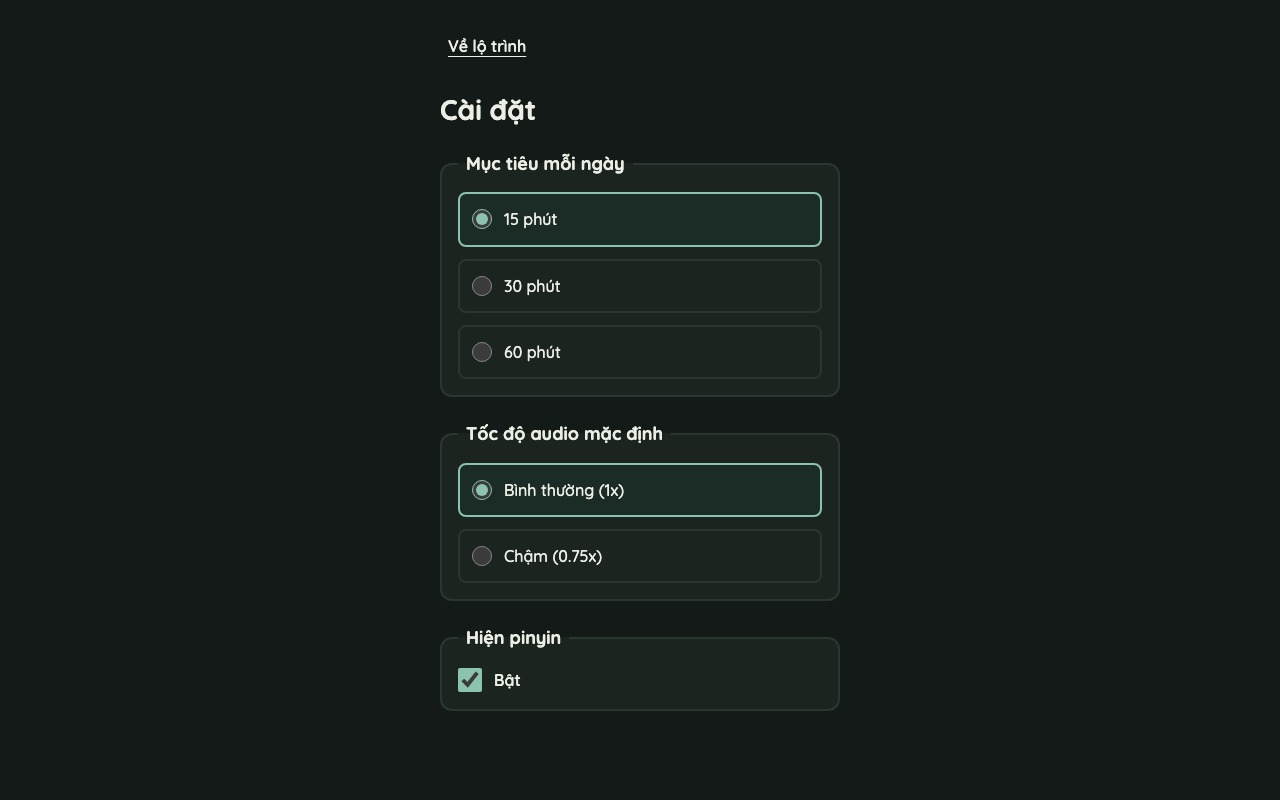 Về lộ trình
Cài đặt
Mục tiêu mỗi ngày
15 phút
30 phút
60 phút
Tốc độ audio mặc định
Bình thường (1x)
Chậm (0.75x)
Hiện pinyin
Bật